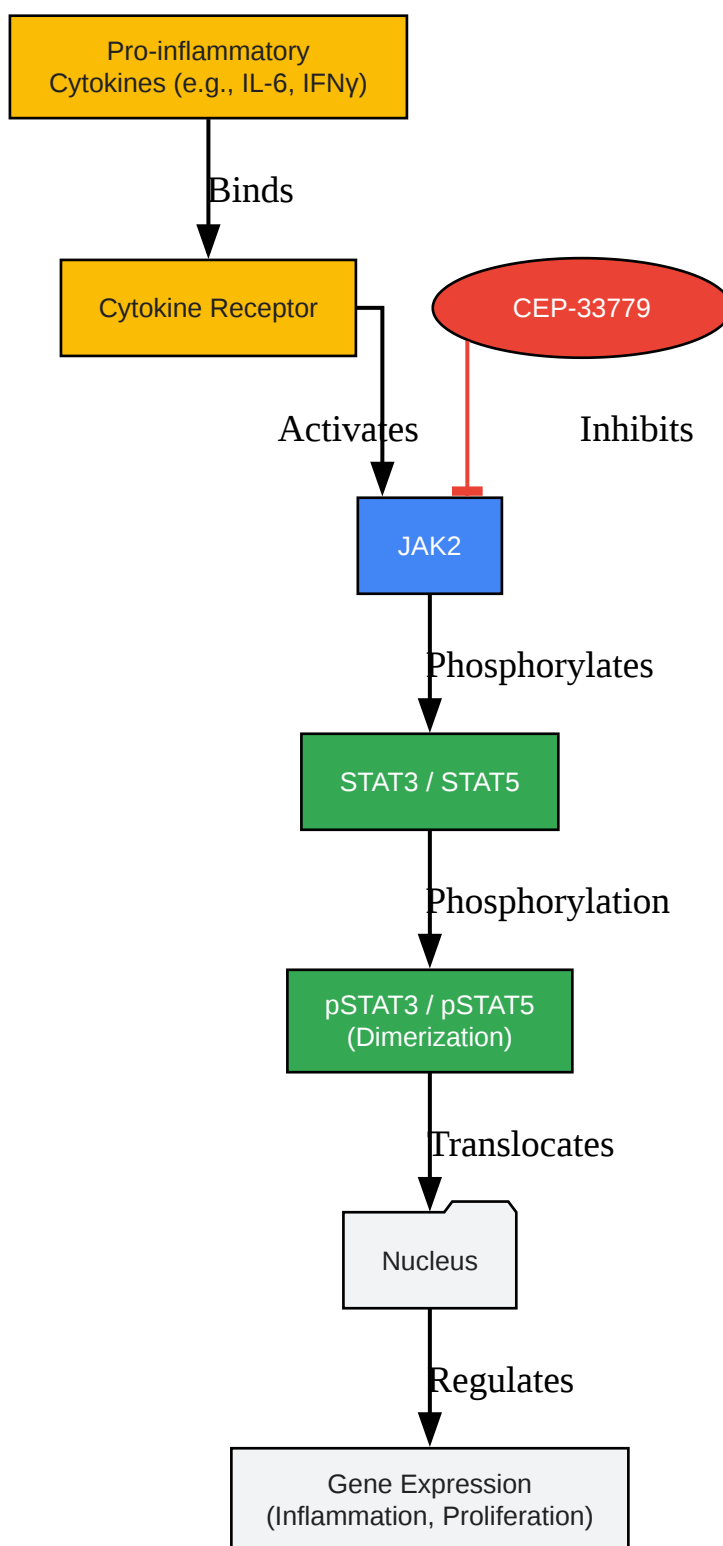 Pro-inflammatory
Cytokines (e.g., IL-6, IFNγ)
Binds
Cytokine Receptor
CEP-33779
Activates
Inhibits
JAK2
Phosphorylates
STAT3 / STAT5
Phosphorylation
pSTAT3 / pSTAT5
(Dimerization)
Translocates
Nucleus
Regulates
Gene Expression
(Inflammation, Proliferation)